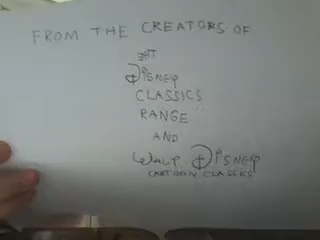 FROM THE CREATORS OF
THE
Disney
CLASSICS
RANGE
AND
Walt Disney
CARTOON CLASSICS